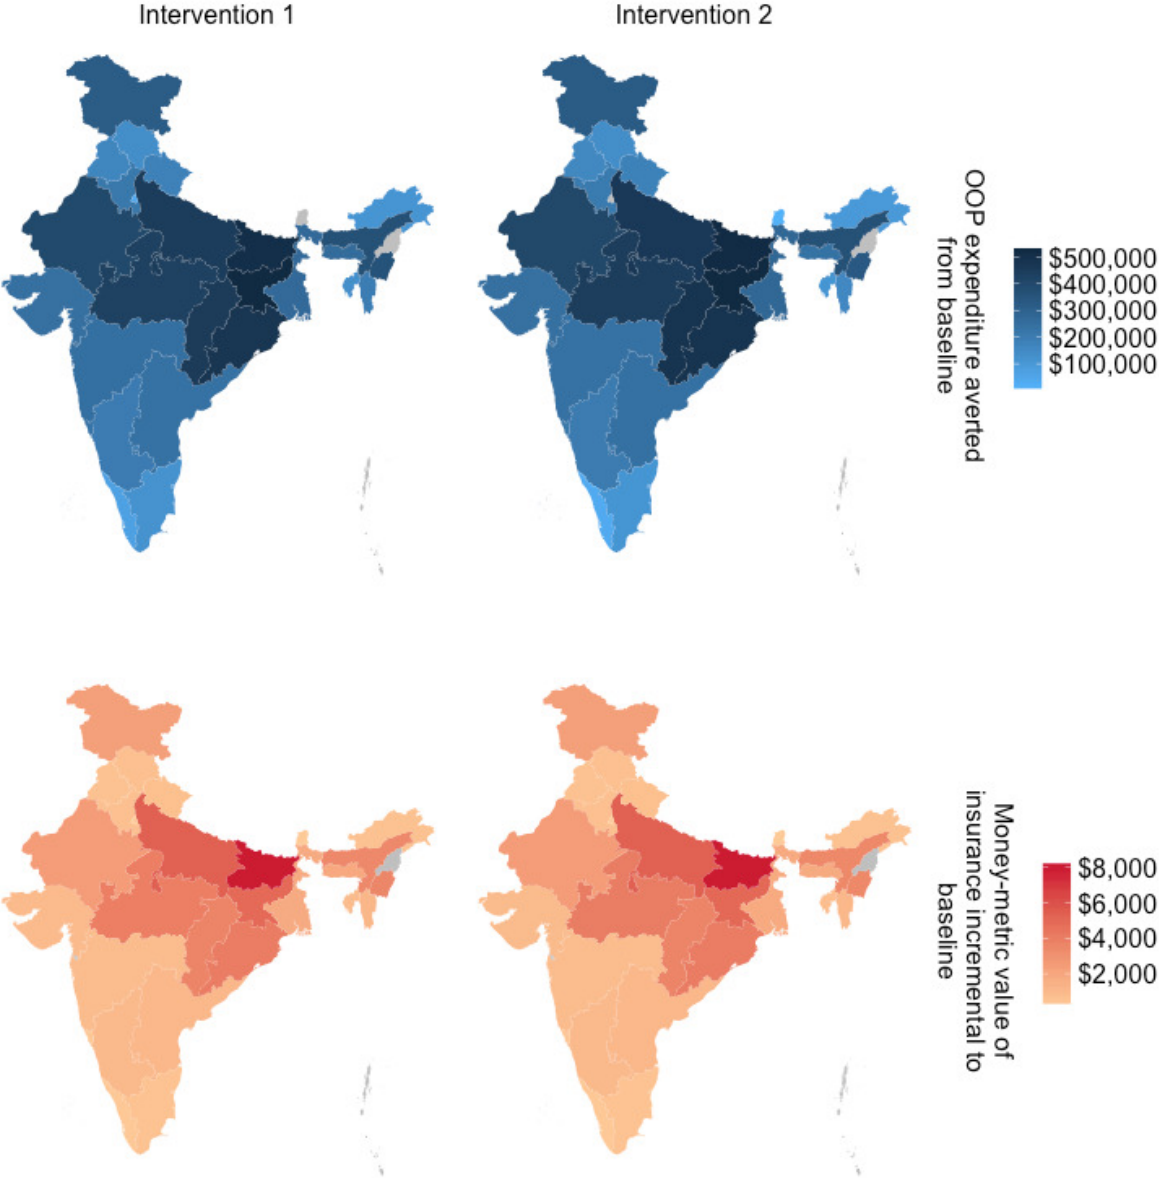 Intervention 1
Intervention 2
OOP expenditure averted
from baseline
$500,000
$400,000
$300,000
$200,000
$100,000
Money-metric value of
insurance incremental to
baseline
$8,000
$6,000
$4,000
$2,000